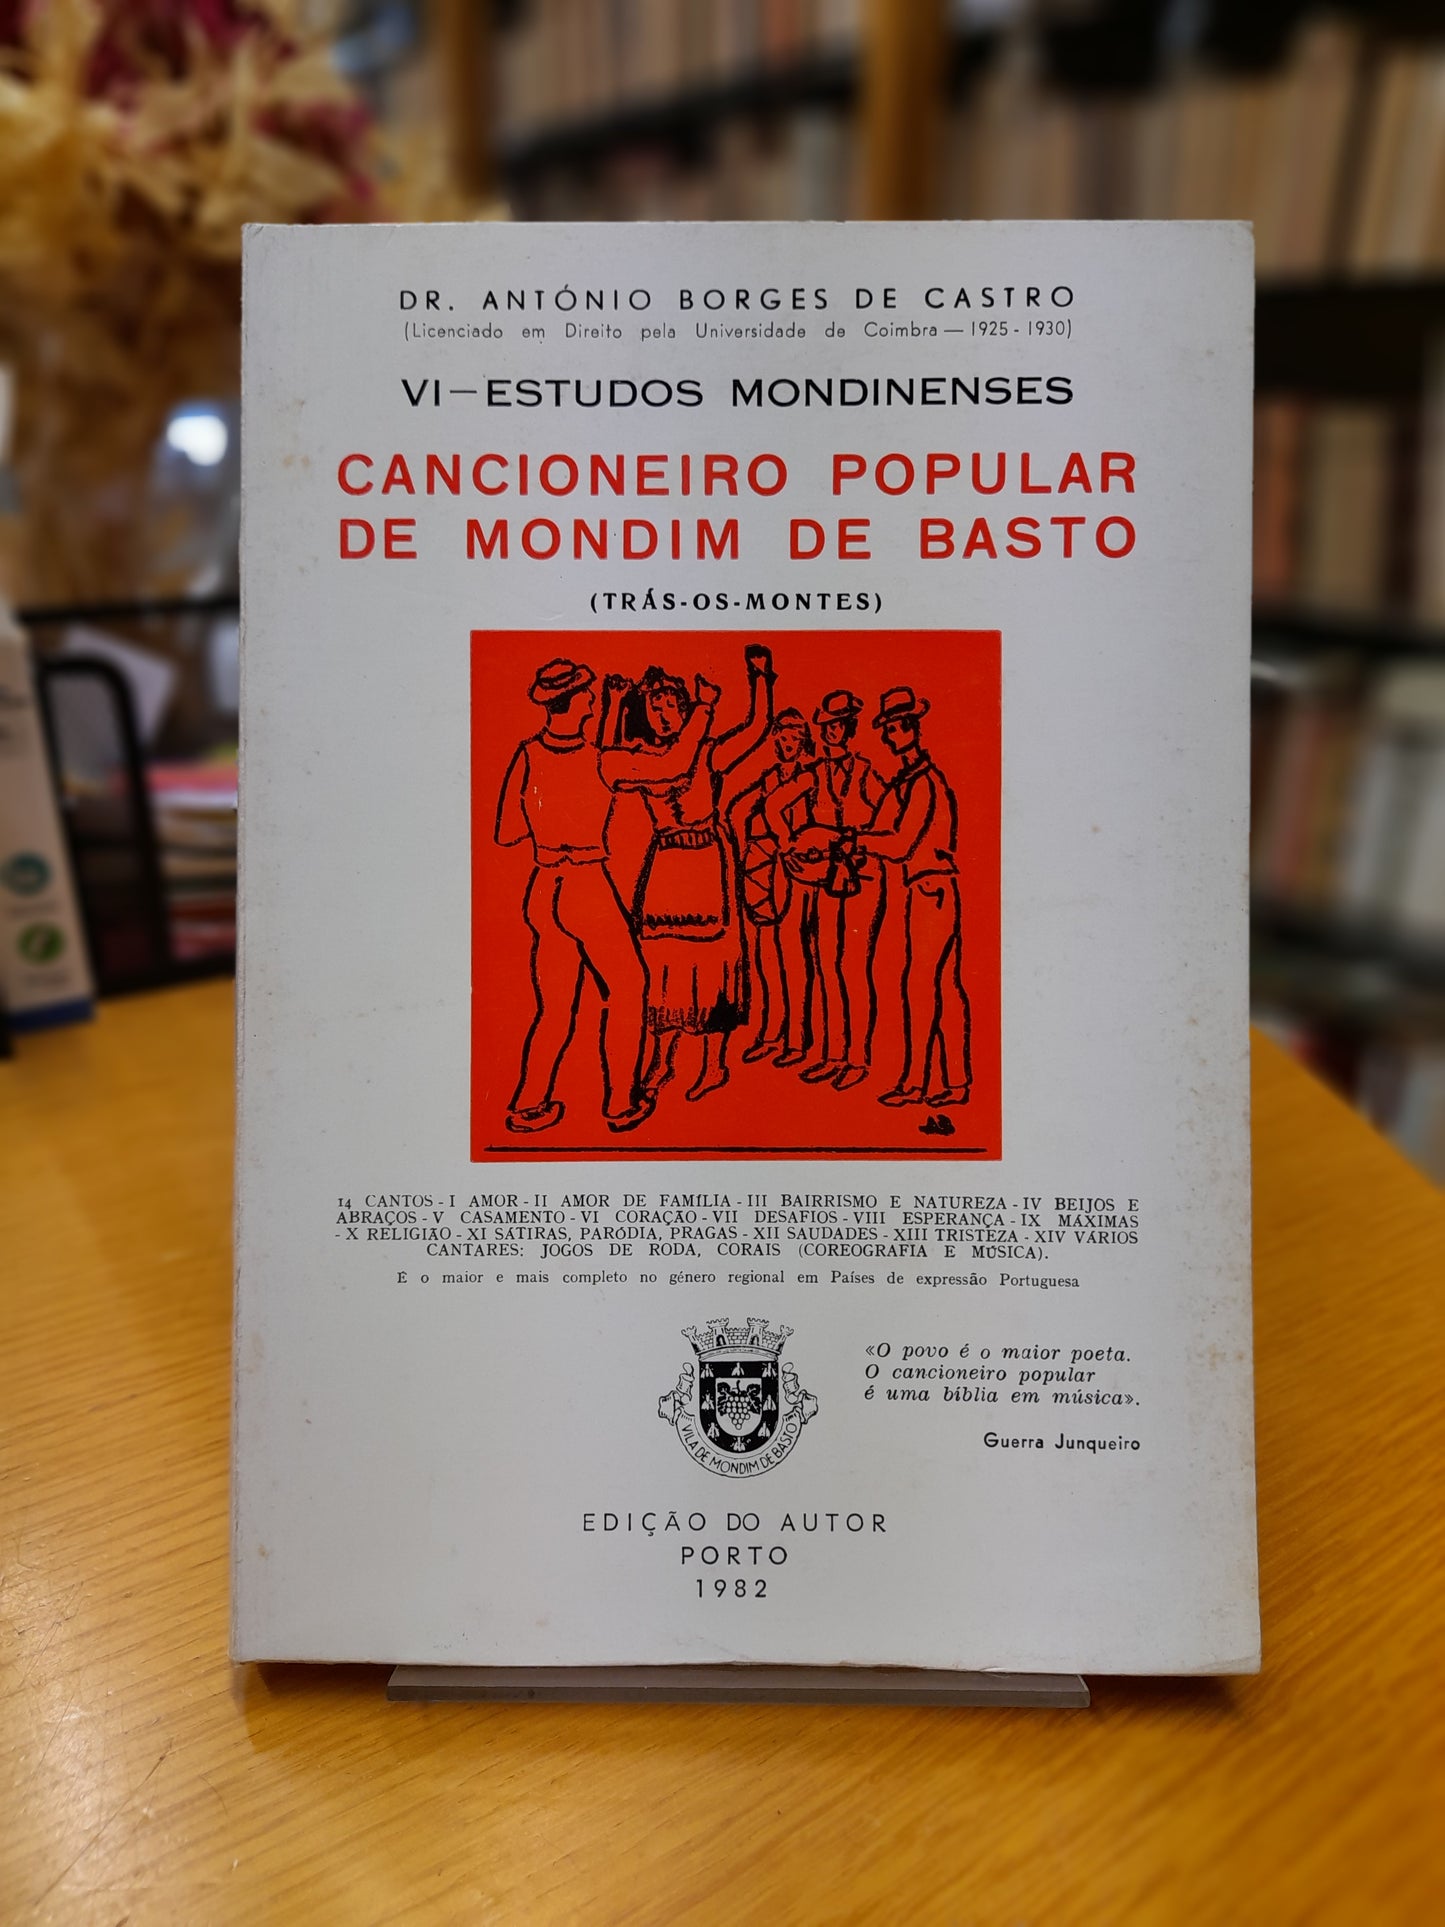 DR. ANTÓNIO BORGES DE CASTRO
(Licenciado em Direito pela Universidade de Coimbra — 1925 - 1930)
VI — ESTUDOS MONDINENSES
CANCIONEIRO POPULAR
DE MONDIM DE BASTO
(TRÁS-OS-MONTES)
14 CANTOS - I AMOR - II AMOR DE FAMÍLIA - III BAIRRISMO E NATUREZA - IV BEIJOS E
ABRAÇOS - V CASAMENTO - VI CORAÇÃO - VII DESAFIOS - VIII ESPERANÇA - IX MÁXIMAS
- X RELIGIÃO - XI SÁTIRAS, PARÓDIA, PRAGAS - XII SAUDADES - XIII TRISTEZA - XIV VÁRIOS
CANTARES: JOGOS DE RODA, CORAIS (COREOGRAFIA E MÚSICA).
É o maior e mais completo no género regional em Países de expressão Portuguesa
«O povo é o maior poeta.
O cancioneiro popular
é uma bíblia em música».
Guerra Junqueiro
VILA DE MONDIM DE BASTO
EDIÇÃO DO AUTOR
PORTO
1982